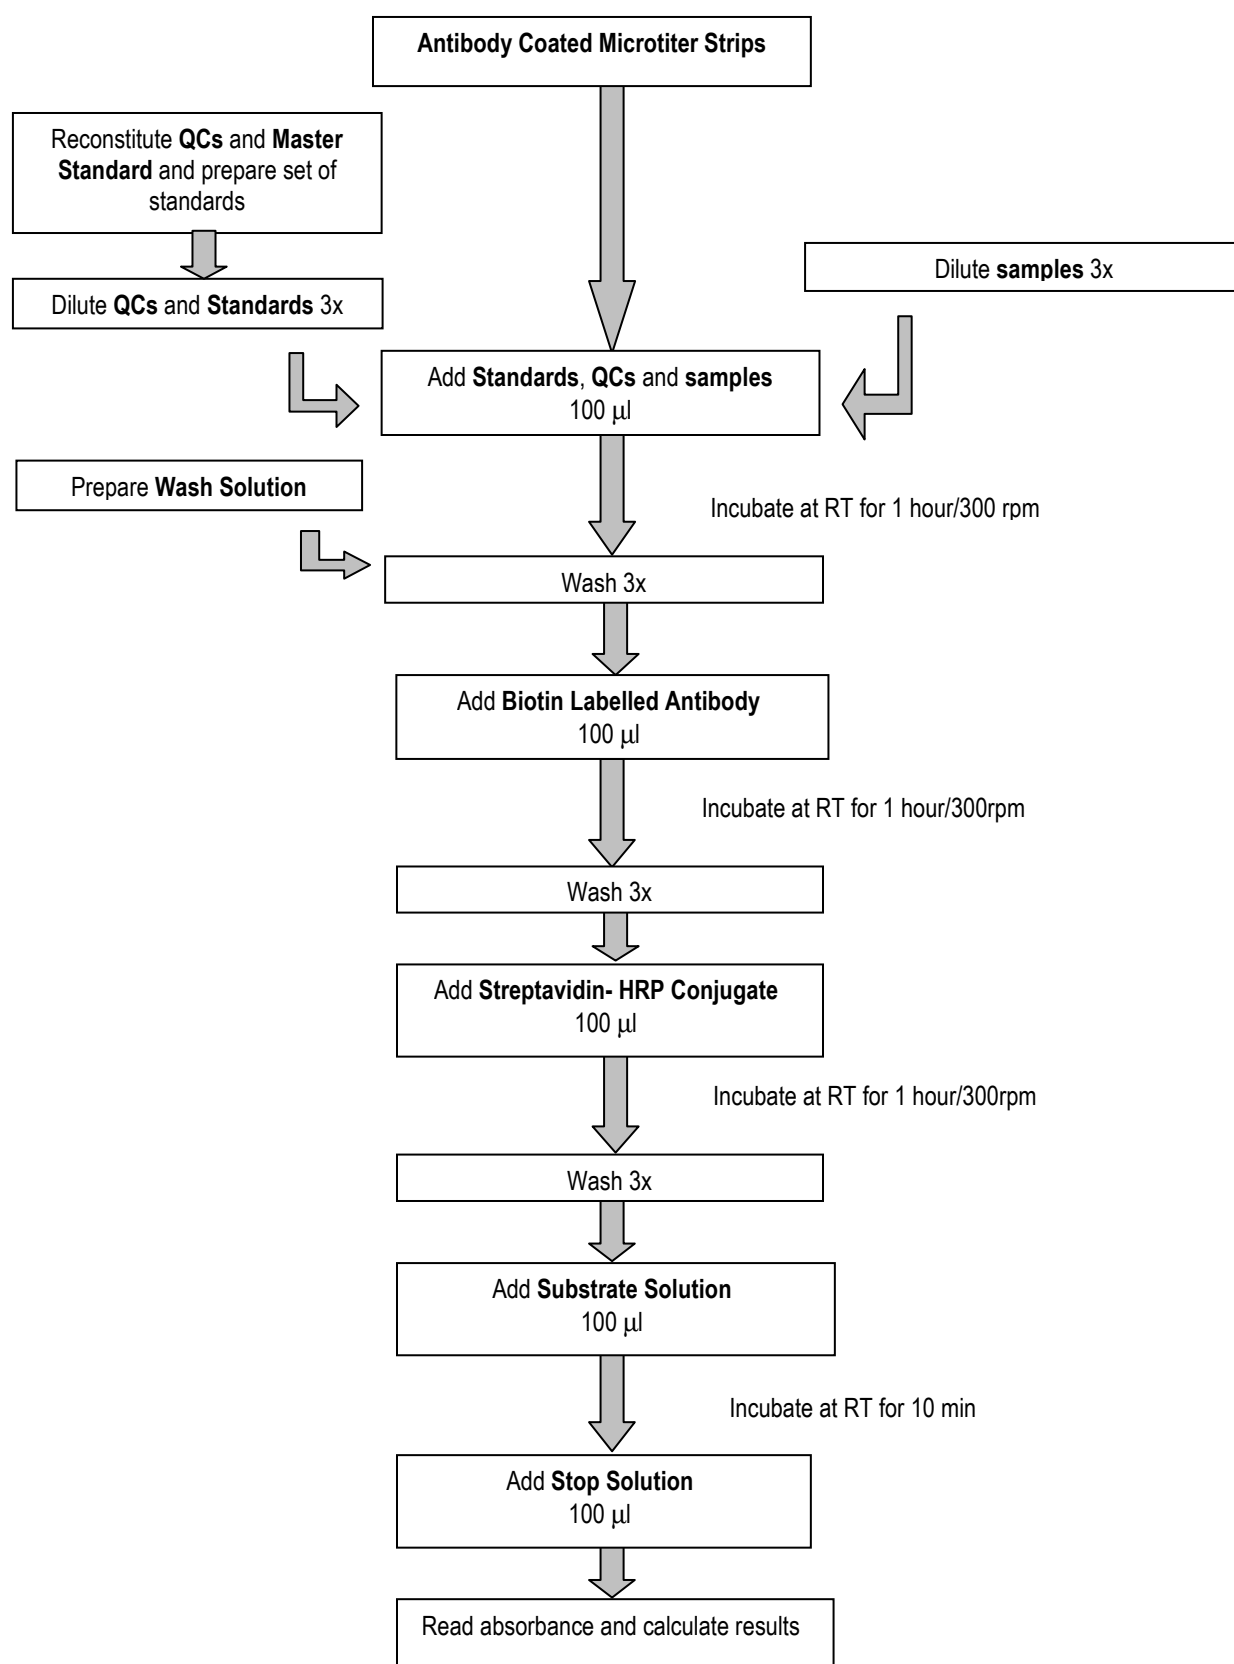 Antibody Coated Microtiter Strips
Reconstitute QCs and Master
Standard and prepare set of
standards
Dilute QCs and Standards 3x
Dilute samples 3x
Add Standards, QCs and samples
100 μl
Prepare Wash Solution
Incubate at RT for 1 hour/300 rpm
Wash 3x
Add Biotin Labelled Antibody
100 μl
Incubate at RT for 1 hour/300rpm
Wash 3x
Add Streptavidin- HRP Conjugate
100 μl
Incubate at RT for 1 hour/300rpm
Wash 3x
Add Substrate Solution
100 μl
Incubate at RT for 10 min
Add Stop Solution
100 μl
Read absorbance and calculate results